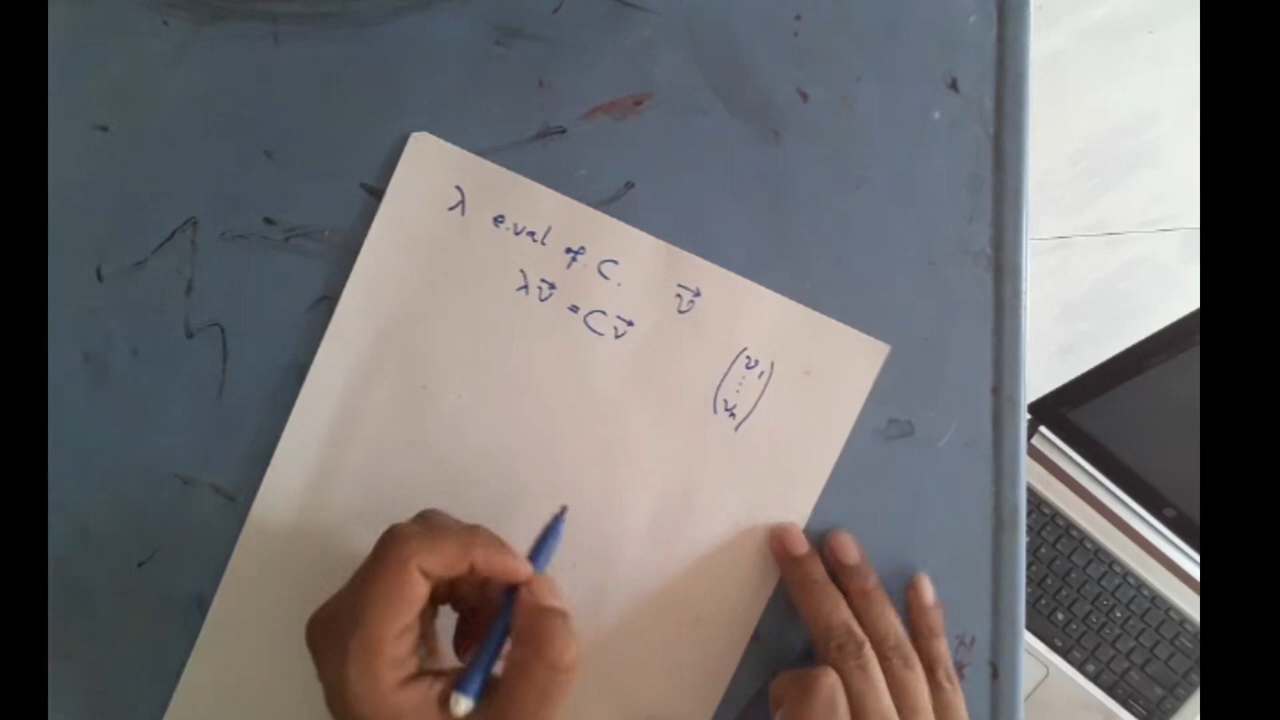 λ e.val of C. v⃗
λv⃗ = Cv⃗
(v₁
⋮
vₙ)